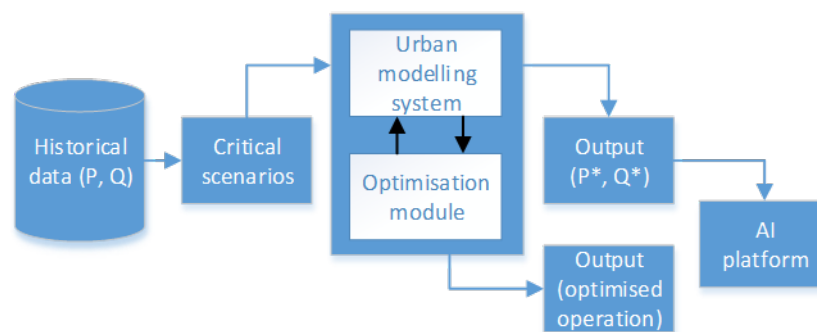 Historical
data (P, Q)
Critical
scenarios
Urban
modelling
system
Optimisation
module
Output
(P*, Q*)
Output
(optimised
operation)
AI
platform